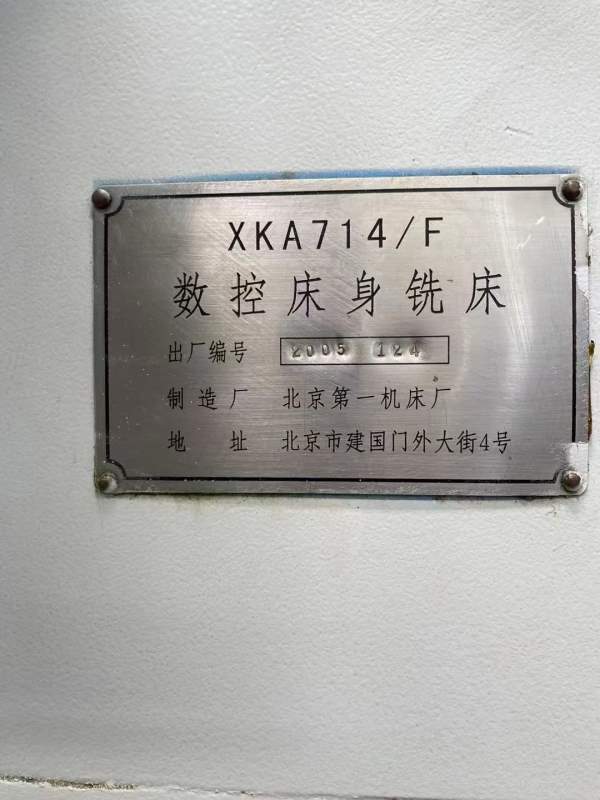 XKA714/F
数控床身铣床
出厂编号 2005 124
制造厂 北京第一机床厂
地址 北京市建国门外大街4号